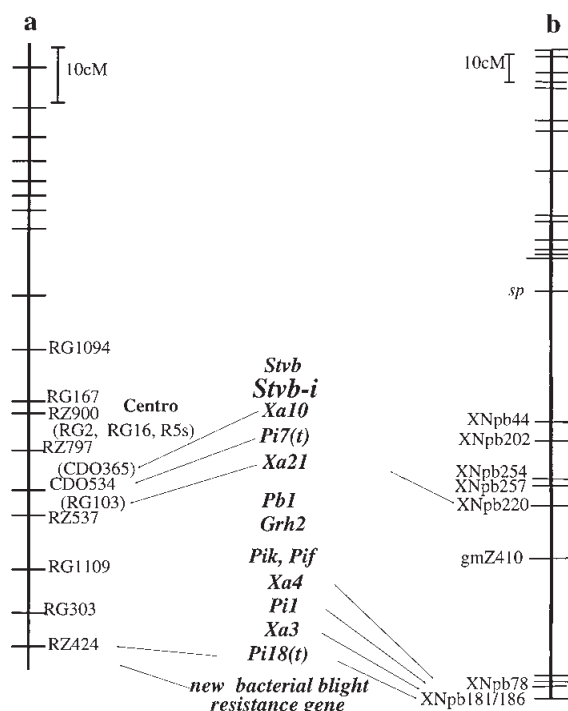 a
b
10cM
10cM
sp
RG1094
RG167
RZ900
Centro
(RG2, RG16, R5s)
RZ797
(CDO365)
CDO534
(RG103)
RZ537
RG1109
RG303
RZ424
Stvb
Stvb-i
Xa10
Pi7(t)
Xa21
Pb1
Grh2
Pik, Pif
Xa4
Pi1
Xa3
Pi18(t)
new bacterial blight
resistance gene
XNpb44
XNpb202
XNpb254
XNpb257
XNpb220
gmZ410
XNpb78
XNpb181/186